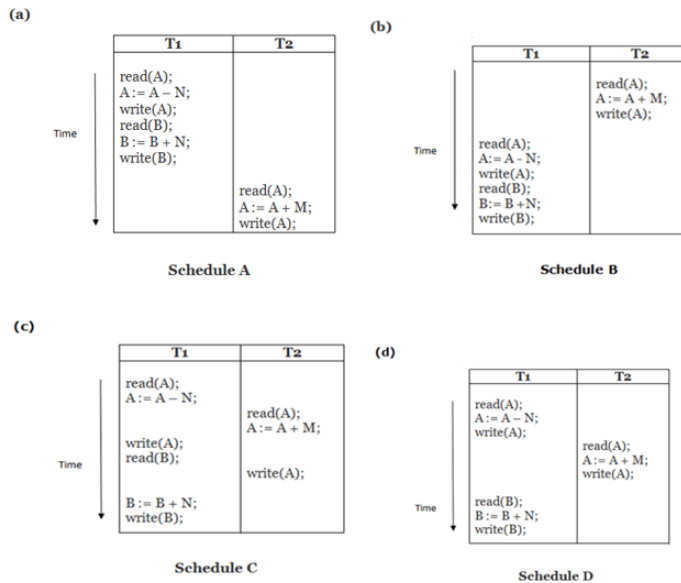 (a)
T1 T2
read(A);
A:= A – N;
write(A);
read(B);
B:= B + N;
write(B);
read(A);
A:= A + M;
write(A);
Time
Schedule A
(b)
T1 T2
read(A);
A:= A + M;
write(A);
read(A);
A:= A - N;
write(A);
read(B);
B:= B +N;
write(B);
Time
Schedule B
(c)
T1 T2
read(A);
A:= A – N;
read(A);
A:= A + M;
write(A);
read(B);
write(A);
B:= B + N;
write(B);
Time
Schedule C
(d)
T1 T2
read(A);
A:= A – N;
write(A);
read(A);
A:= A + M;
write(A);
read(B);
B:= B + N;
write(B);
Time
Schedule D